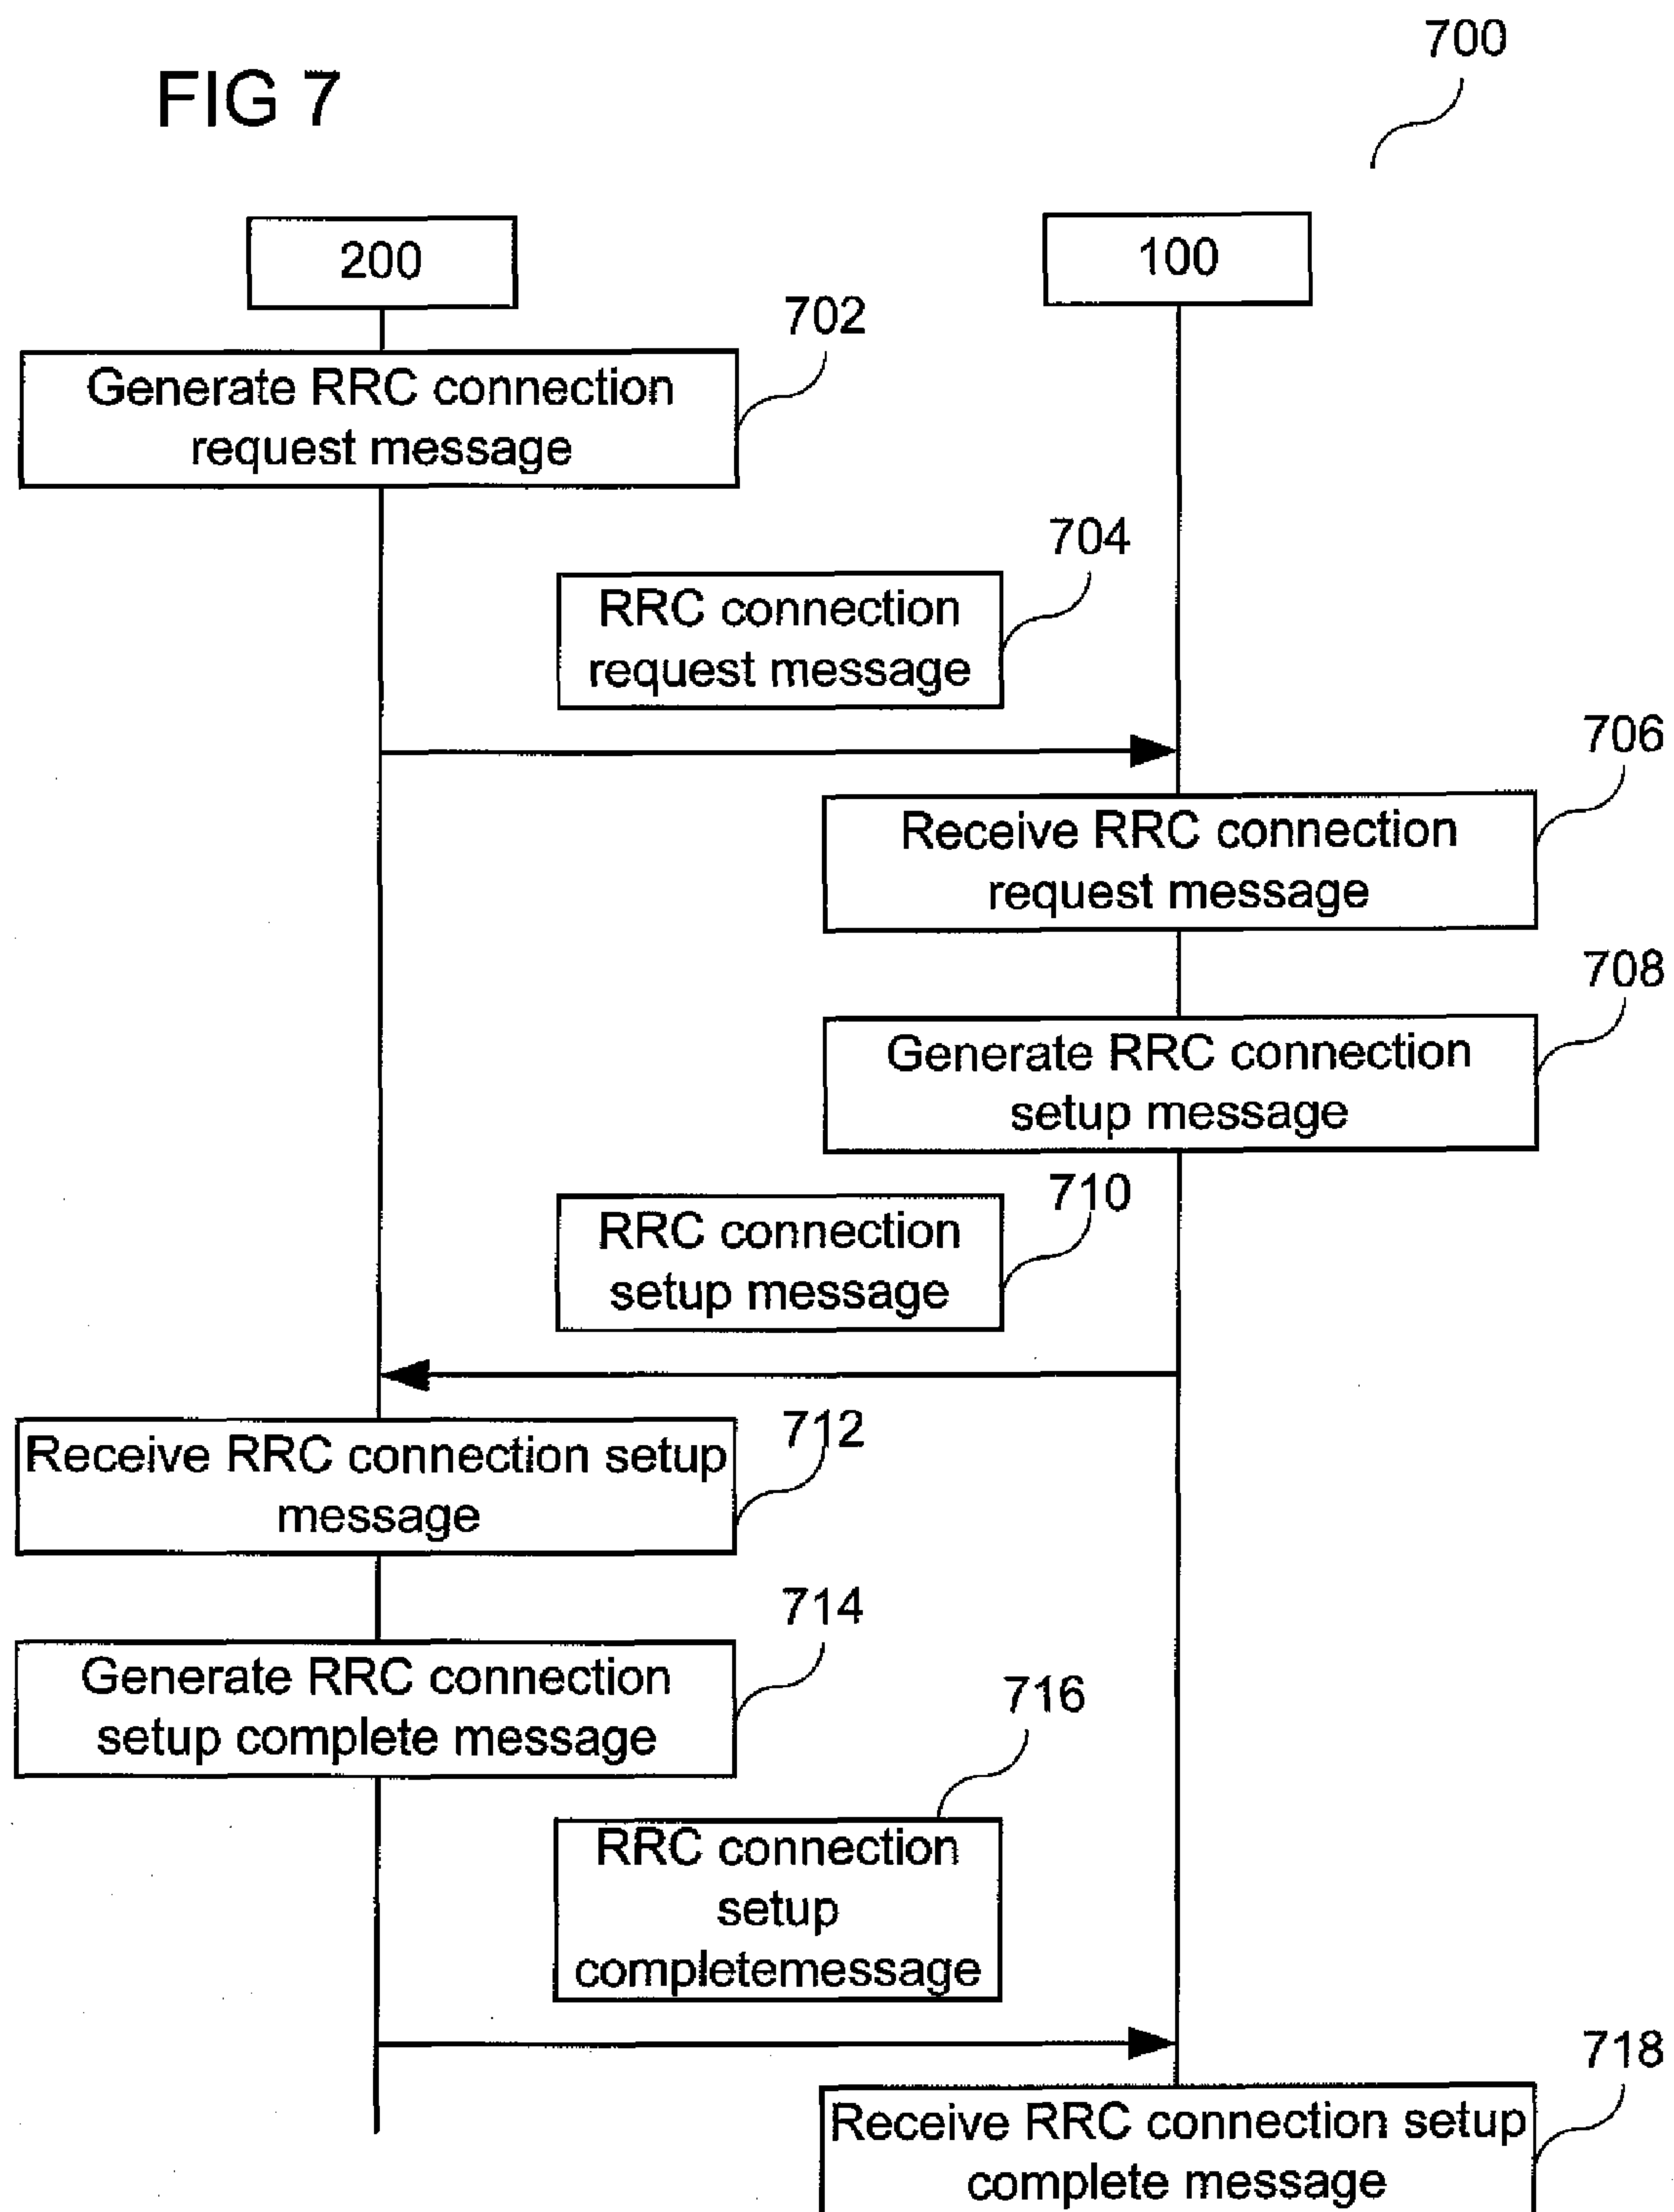 700
FIG 7
200
100
702
Generate RRC connection
request message
704
RRC connection
request message
706
Receive RRC connection
request message
708
Generate RRC connection
setup message
710
RRC connection
setup message
712
Receive RRC connection setup
message
714
Generate RRC connection
setup complete message
716
RRC connection
setup
completemessage
718
Receive RRC connection setup
complete message